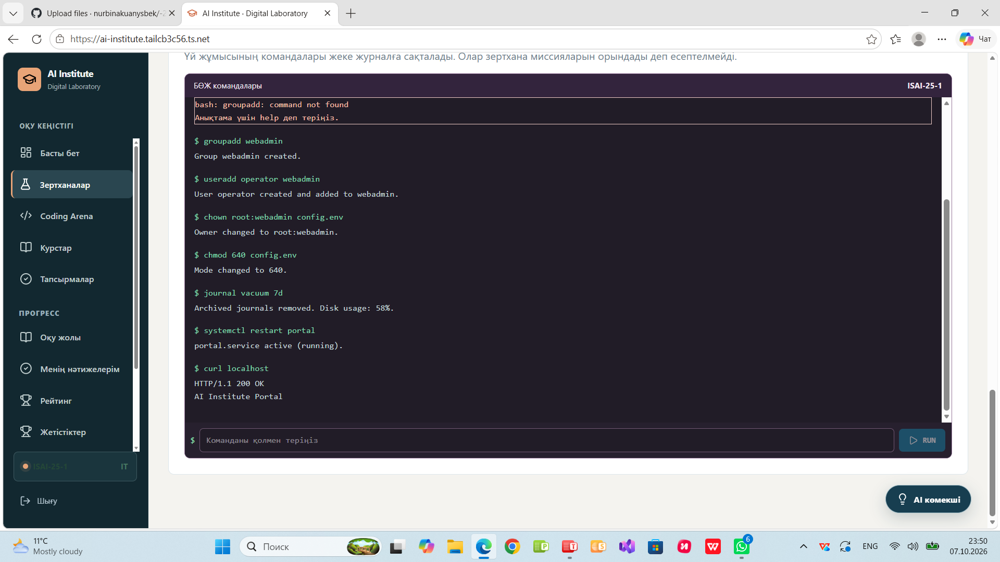 Upload files · nurbinakuanysbek/-2
AI Institute · Digital Laboratory
https://ai-institute.tailcb3c56.ts.net
Чат
AI Institute
Digital Laboratory
ОҚУ КЕҢІСТІГІ
Басты бет
Зертханалар
Coding Arena
Курстар
Тапсырмалар
ПРОГРЕСС
Оқу жолы
Менің нәтижелерім
Рейтинг
Жетістіктер
ISAI-25-1
IT
Шығу
Үй жұмысының командалары жеке журналға сақталады. Олар зертхана миссияларын орындады деп есептелмейді.
БӨЖ командалары
ISAI-25-1
bash: groupadd: command not found
Анықтама үшін help деп теріңіз.
$ groupadd webadmin
Group webadmin created.
$ useradd operator webadmin
User operator created and added to webadmin.
$ chown root:webadmin config.env
Owner changed to root:webadmin.
$ chmod 640 config.env
Mode changed to 640.
$ journal vacuum 7d
Archived journals removed. Disk usage: 58%.
$ systemctl restart portal
portal.service active (running).
$ curl localhost
HTTP/1.1 200 OK
AI Institute Portal
$ Команданы қолмен теріңіз
RUN
AI көмекші
11°C
Mostly cloudy
Поиск
6
ENG
23:50
07.10.2026